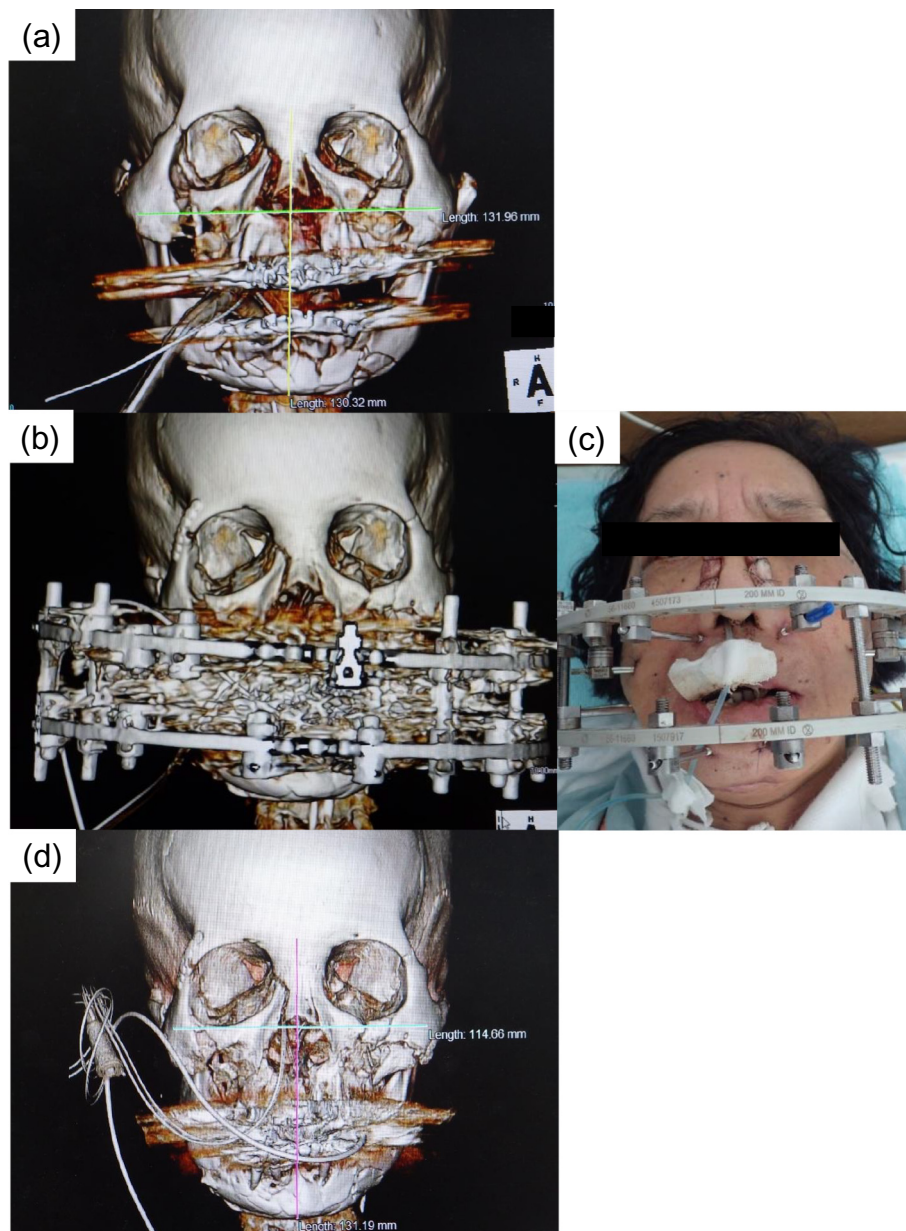 (a)
Length: 131.96 mm
H
R A
F
Length: 130.32 mm
(b)
H
(c)
200 MM ID 2
200 MM ID
(d)
Length: 114.66 mm
Length: 131.19 mm